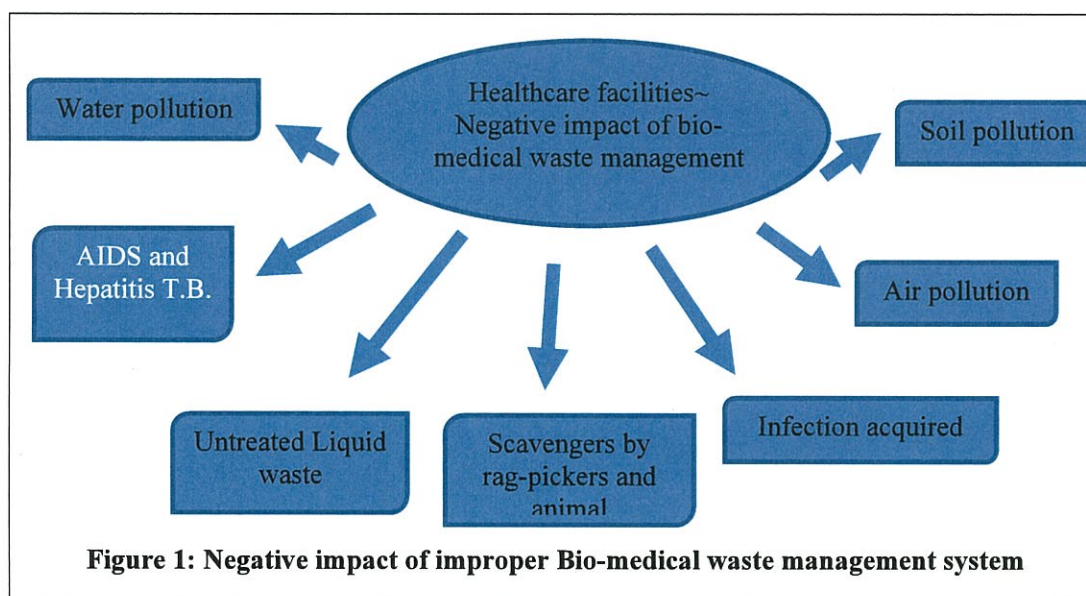 Healthcare facilities~
Negative impact of bio-
medical waste management
Water pollution
Soil pollution
AIDS and
Hepatitis T.B.
Air pollution
Untreated Liquid
waste
Scavengers by
rag-pickers and
animal
Infection acquired
Figure 1: Negative impact of improper Bio-medical waste management system